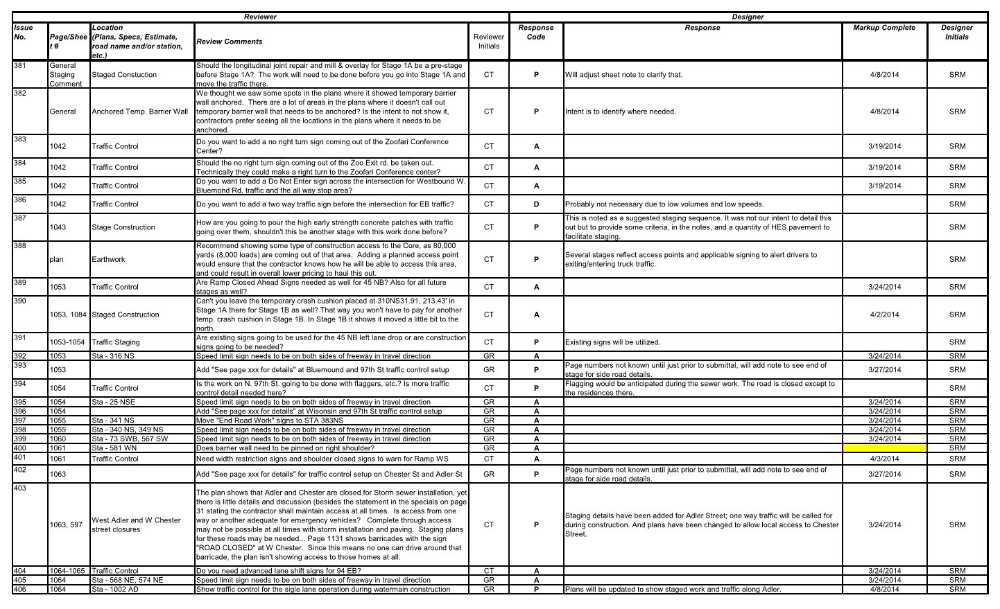 Reviewer
Designer
Issue No.
Page/Sheet #
Location (Plans, Specs, Estimate, road name and/or station, etc.)
Review Comments
Reviewer Initials
Response Code
Response
Markup Complete
Designer Initials
381
General Staging Comment
Staged Constuction
Should the longitudinal joint repair and mill & overlay for Stage 1A be a pre-stage
before Stage 1A? The work will need to be done before you go into Stage 1A and
move the traffic there.
CT
P
Will adjust sheet note to clarify that.
4/8/2014
SRM
382
General
Anchored Temp. Barrier Wall
We thought we saw some spots in the plans where it showed temporary barrier
wall anchored. There are a lot of areas in the plans where it doesn't call out
temporary barrier wall that needs to be anchored? Is the intent to not show it,
contractors prefer seeing all the locations in the plans where it needs to be
anchored.
CT
P
Intent is to identify where needed.
4/8/2014
SRM
383
1042
Traffic Control
Do you want to add a no right turn sign coming out of the Zoofari Conference
Center?
CT
A
3/19/2014
SRM
384
1042
Traffic Control
Should the no right turn sign coming out of the Zoo Exit rd. be taken out.
Technically they could make a right turn to the Zoofari Conference center?
CT
A
3/19/2014
SRM
385
1042
Traffic Control
Do you want to add a Do Not Enter sign across the intersection for Westbound W.
Bluemond Rd. traffic and the all way stop area?
CT
A
3/19/2014
SRM
386
1042
Traffic Control
Do you want to add a two way traffic sign before the intersection for EB traffic?
CT
D
Probably not necessary due to low volumes and low speeds.
SRM
387
1043
Stage Construction
How are you going to pour the high early strength concrete patches with traffic
going over them, shouldn't this be another stage with this work done before?
CT
P
This is noted as a suggested staging sequence. It was not our intent to detail this
out but to provide some criteria, in the notes, and a quantity of HES pavement to
facilitate staging.
SRM
388
plan
Earthwork
Recommend showing some type of construction access to the Core, as 80,000
yards (8,000 loads) are coming out of that area. Adding a planned access point
would ensure that the contractor knows how he will be able to access this area,
and could result in overall lower pricing to haul this out.
CT
P
Several stages reflect access points and applicable signing to alert drivers to
exiting/entering truck traffic.
SRM
389
1053
Traffic Control
Are Ramp Closed Ahead Signs needed as well for 45 NB? Also for all future
stages as well?
CT
A
3/24/2014
SRM
390
1053, 1084
Staged Construction
Can't you leave the temporary crash cushion placed at 310NS31.91, 213.43' in
Stage 1A there for Stage 1B as well? That way you won't have to pay for another
temp. crash cushion in Stage 1B. In Stage 1B it shows it moved a little bit to the
north.
CT
A
4/2/2014
SRM
391
1053-1054
Traffic Staging
Are existing signs going to be used for the 45 NB left lane drop or are construction
signs going to be needed?
CT
P
Existing signs will be utilized.
SRM
392
1053
Sta - 316 NS
Speed limit sign needs to be on both sides of freeway in travel direction
GR
A
3/24/2014
SRM
393
1053
Add "See page xxx for details" at Bluemound and 97th St traffic control setup
GR
P
Page numbers not known until just prior to submittal, will add note to see end of
stage for side road details.
3/27/2014
SRM
394
1054
Traffic Control
Is the work on N. 97th St. going to be done with flaggers, etc.? Is more traffic
control detail needed here?
CT
P
Flagging would be anticipated during the sewer work. The road is closed except to
the residences there.
SRM
395
1054
Sta - 25 NSE
Speed limit sign needs to be on both sides of freeway in travel direction
GR
A
3/24/2014
SRM
396
1054
Add "See page xxx for details" at Wisonsin and 97th St traffic control setup
GR
A
3/24/2014
SRM
397
1055
Sta - 341 NS
Move "End Road Work" signs to STA 383NS
GR
A
3/24/2014
SRM
398
1055
Sta - 340 NS, 349 NS
Speed limit sign needs to be on both sides of freeway in travel direction
GR
A
3/24/2014
SRM
399
1060
Sta - 73 SWB, 567 SW
Speed limit sign needs to be on both sides of freeway in travel direction
GR
A
3/24/2014
SRM
400
1061
Sta - 581 WN
Does barrier wall need to be pinned on right shoulder?
GR
A
SRM
401
1061
Traffic Control
Need width restriction signs and shoulder closed signs to warn for Ramp WS
CT
A
4/3/2014
SRM
402
1063
Add "See page xxx for details" for traffic control setup on Chester St and Adler St
GR
P
Page numbers not known until just prior to submittal, will add note to see end of
stage for side road details.
3/27/2014
SRM
403
1063, 597
West Adler and W Chester street closures
The plan shows that Adler and Chester are closed for Storm sewer installation, yet
there is little details and discussion (besides the statement in the specials on page
31 stating the contractor shall maintain access at all times. Is access from one
way or another adequate for emergency vehicles? Complete through access
may not be possible at all times with storm installation and paving. Staging plans
for these roads may be needed... Page 1131 shows barricades with the sign
"ROAD CLOSED" at W Chester. Since this means no one can drive around that
barricade, the plan isn't showing access to those homes at all.
CT
P
Staging details have been added for Adler Street; one way traffic will be called for
during construction. And plans have been changed to allow local access to Chester
Street.
3/24/2014
SRM
404
1064-1065
Traffic Control
Do you need advanced lane shift signs for 94 EB?
CT
A
3/24/2014
SRM
405
1064
Sta - 568 NE, 574 NE
Speed limit sign needs to be on both sides of freeway in travel direction
GR
A
3/24/2014
SRM
406
1064
Sta - 1002 AD
Show traffic control for the sigle lane operation during watermain construction
GR
P
Plans will be updated to show staged work and traffic along Adler.
4/8/2014
SRM